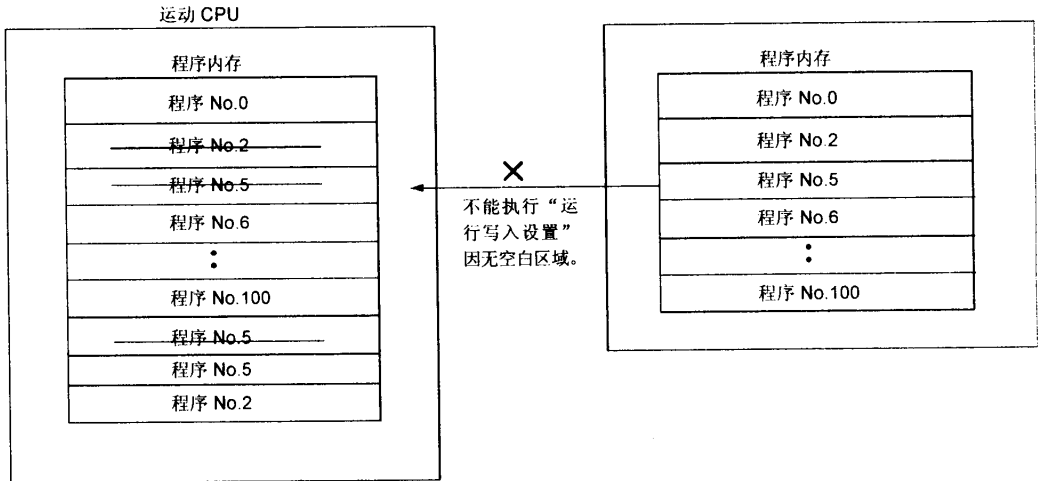 运动 CPU
程序内存
程序 No.0
程序 No.2
程序 No.5
程序 No.6
程序 No.100
程序 No.5
程序 No.5
程序 No.2
不能执行“运
行写入设置”
因无空白区域。
程序内存
程序 No.0
程序 No.2
程序 No.5
程序 No.6
程序 No.100